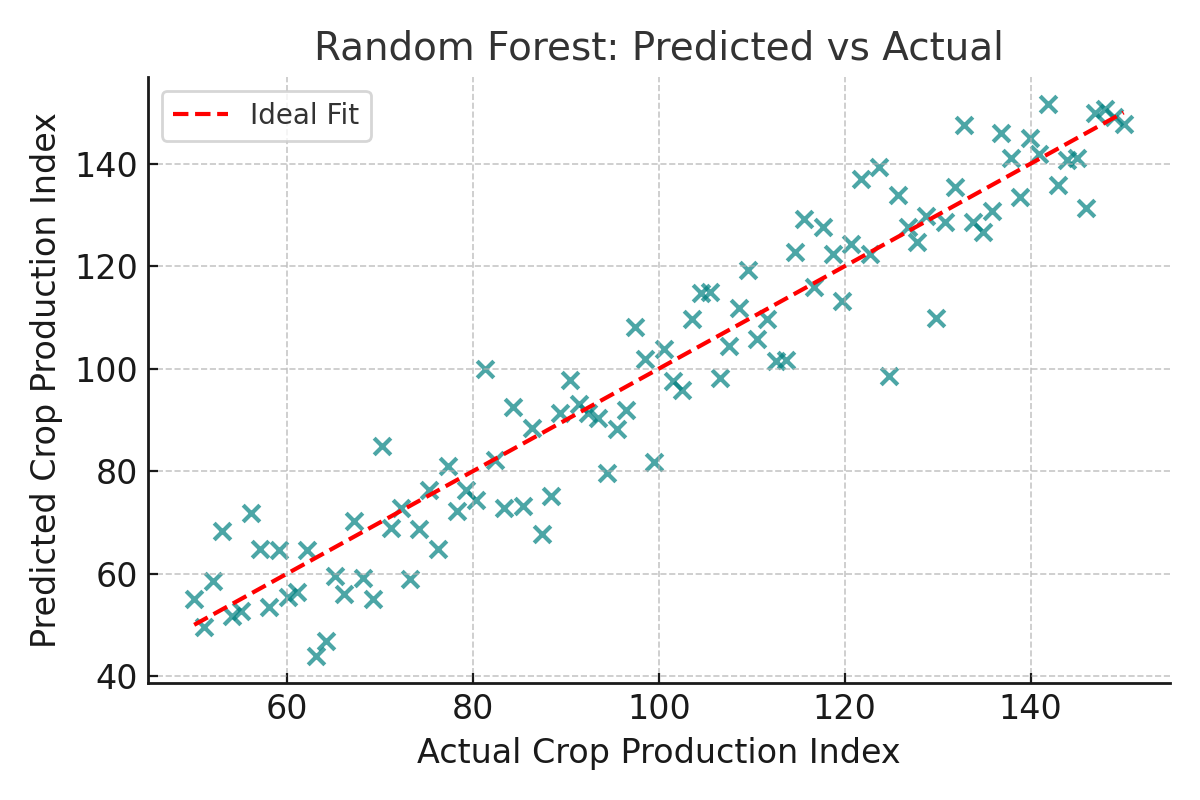 Random Forest: Predicted vs Actual
Ideal Fit
Predicted Crop Production Index
140
120
100
80
60
40
60 80 100 120 140
Actual Crop Production Index